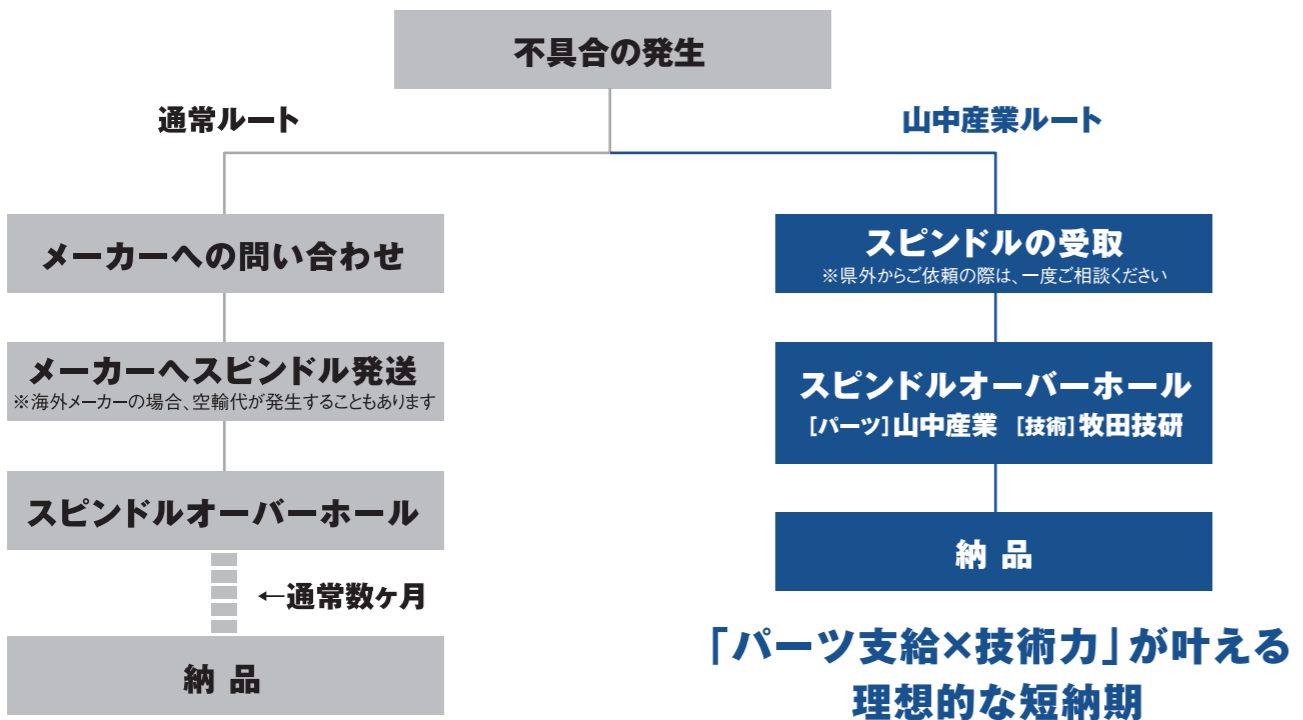 不具合の発生
通常ルート
山中産業ルート
メーカーへの問い合わせ
メーカーへスピンドル発送
※海外メーカーの場合、空輸代が発生することもあります
スピンドルオーバーホール
←通常数ヶ月
納 品
スピンドルの受取
※県外からご依頼の際は、一度ご相談ください
スピンドルオーバーホール
[パーツ]山中産業 [技術]牧田技研
納 品
「パーツ支給×技術力」が叶える
理想的な短納期